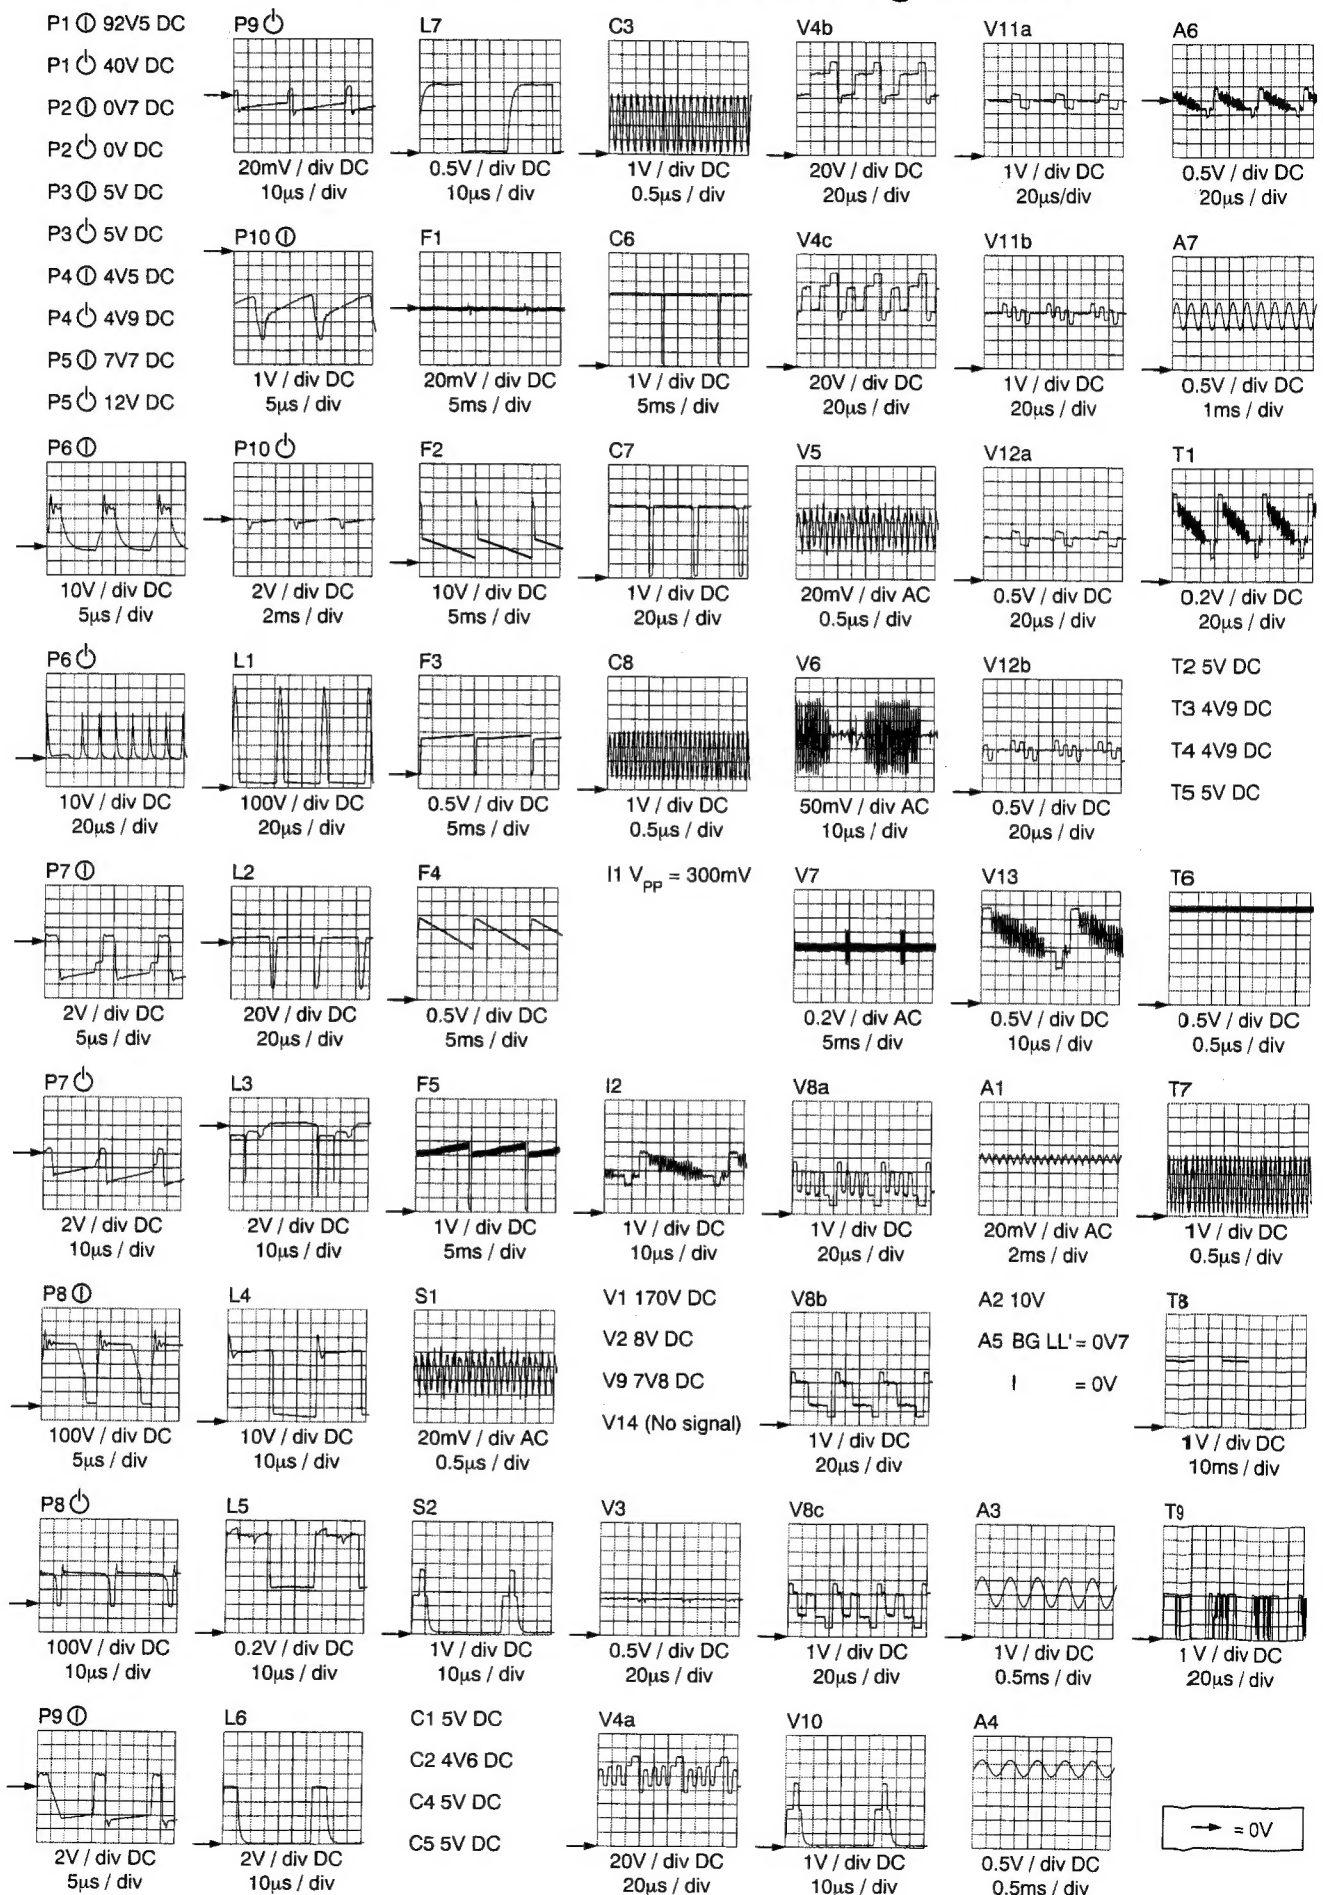 P1 ⏼ 92V5 DC
P1 ⏻ 40V DC
P2 ⏼ 0V7 DC
P2 ⏻ 0V DC
P3 ⏼ 5V DC
P3 ⏻ 5V DC
P4 ⏼ 4V5 DC
P4 ⏻ 4V9 DC
P5 ⏼ 7V7 DC
P5 ⏻ 12V DC
P9 ⏻
20mV / div DC
10µs / div
L7
0.5V / div DC
10µs / div
C3
1V / div DC
0.5µs / div
V4b
20V / div DC
20µs / div
V11a
1V / div DC
20µs/div
A6
0.5V / div DC
20µs / div
P10 ⏼
1V / div DC
5µs / div
F1
20mV / div DC
5ms / div
C6
1V / div DC
5ms / div
V4c
20V / div DC
20µs / div
V11b
1V / div DC
20µs / div
A7
0.5V / div DC
1ms / div
P6 ⏼
10V / div DC
5µs / div
P10 ⏻
2V / div DC
2ms / div
F2
10V / div DC
5ms / div
C7
1V / div DC
20µs / div
V5
20mV / div AC
0.5µs / div
V12a
0.5V / div DC
20µs / div
T1
0.2V / div DC
20µs / div
P6 ⏻
10V / div DC
20µs / div
L1
100V / div DC
20µs / div
F3
0.5V / div DC
5ms / div
C8
1V / div DC
0.5µs / div
V6
50mV / div AC
10µs / div
V12b
0.5V / div DC
20µs / div
T2 5V DC
T3 4V9 DC
T4 4V9 DC
T5 5V DC
P7 ⏼
2V / div DC
5µs / div
L2
20V / div DC
20µs / div
F4
0.5V / div DC
5ms / div
I1 VPP = 300mV
V7
0.2V / div AC
5ms / div
V13
0.5V / div DC
10µs / div
T6
0.5V / div DC
0.5µs / div
P7 ⏻
2V / div DC
10µs / div
L3
2V / div DC
10µs / div
F5
1V / div DC
5ms / div
I2
1V / div DC
10µs / div
V8a
1V / div DC
20µs / div
A1
20mV / div AC
2ms / div
T7
1V / div DC
0.5µs / div
P8 ⏼
100V / div DC
5µs / div
L4
10V / div DC
10µs / div
S1
20mV / div AC
0.5µs / div
V1 170V DC
V2 8V DC
V9 7V8 DC
V14 (No signal)
V8b
1V / div DC
20µs / div
A2 10V
A5 BG LL' = 0V7
I = 0V
T8
1V / div DC
10ms / div
P8 ⏻
100V / div DC
10µs / div
L5
0.2V / div DC
10µs / div
S2
1V / div DC
10µs / div
V3
0.5V / div DC
20µs / div
V8c
1V / div DC
20µs / div
A3
1V / div DC
0.5ms / div
T9
1V / div DC
20µs / div
P9 ⏼
2V / div DC
5µs / div
L6
2V / div DC
10µs / div
C1 5V DC
C2 4V6 DC
C4 5V DC
C5 5V DC
V4a
20V / div DC
20µs / div
V10
1V / div DC
10µs / div
A4
0.5V / div DC
0.5ms / div
→ = 0V